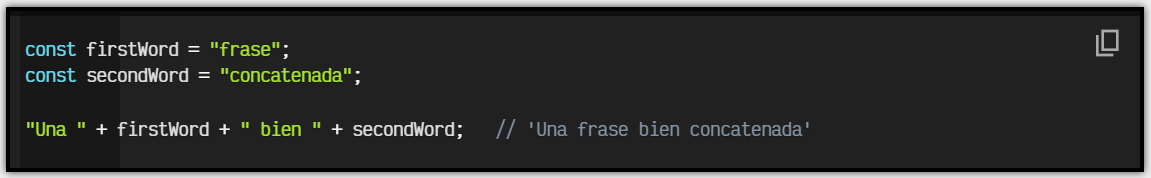 const firstWord = "frase";
const secondWord = "concatenada";
"Una " + firstWord + " bien " + secondWord;   // 'Una frase bien concatenada'